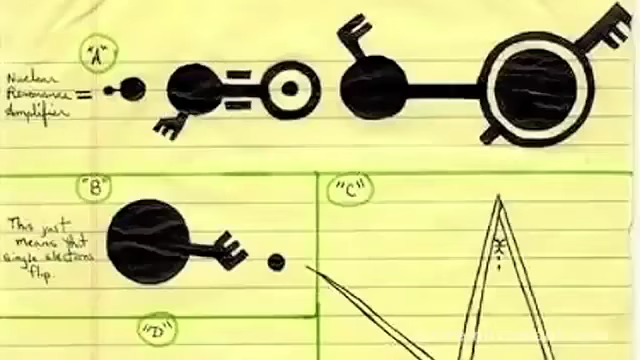 "A"
Nuclear
Resonance =
Amplifier
"B"
"C"
This just
means that
single electrons
flip.
"D"